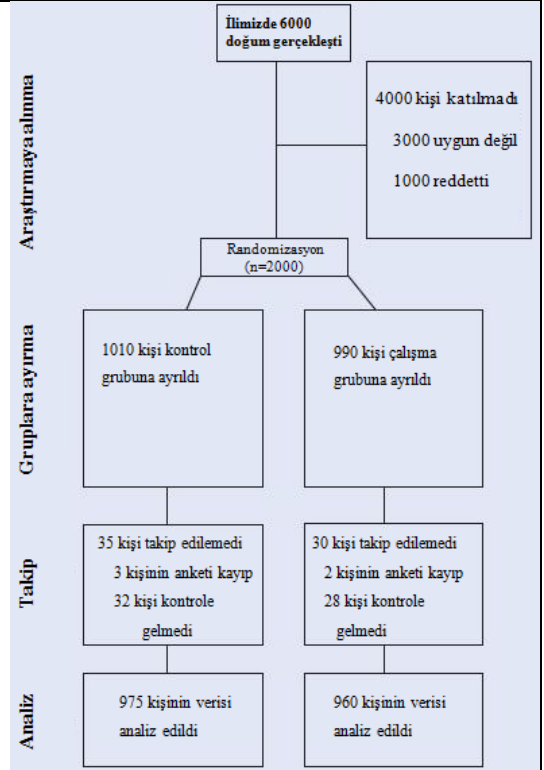 İlimizde 6000
doğum gerçekleşti
Araştırmaya alınma
4000 kişi katılmadı
3000 uygun değil
1000 reddetti
Randomizasyon
(n=2000)
Gruplara ayırma
1010 kişi kontrol
grubuna ayrıldı
990 kişi çalışma
grubuna ayrıldı
Takip
35 kişi takip edilemedi
3 kişinin anketi kayıp
32 kişi kontrole
gelmedi
30 kişi takip edilemedi
2 kişinin anketi kayıp
28 kişi kontrole
gelmedi
Analiz
975 kişinin verisi
analiz edildi
960 kişinin verisi
analiz edildi